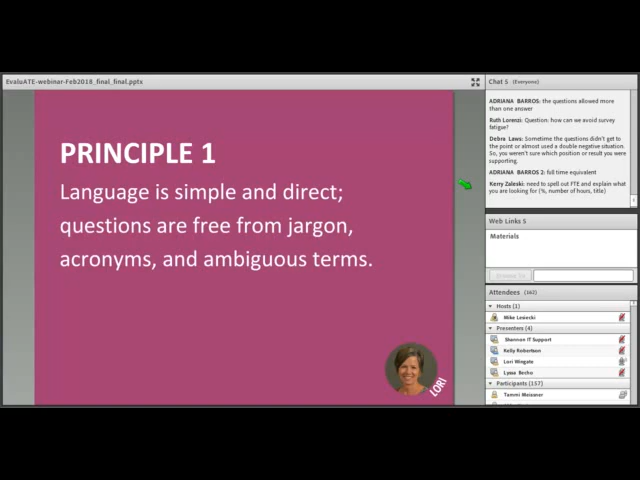 EvaluATE-webinar-Feb2018_final_final.pptx
PRINCIPLE 1
Language is simple and direct;
questions are free from jargon,
acronyms, and ambiguous terms.
LORI
Chat 5 (Everyone)
ADRIANA BARROS: the questions allowed more
than one answer
Ruth Lorenzi: Question: how can we avoid survey
fatigue?
Debra Laws: Sometime the questions didn't get to
the point or almost used a double negative situation.
So, you weren't sure which position or result you were
supporting.
ADRIANA BARROS 2: full time equivalent
Kerry Zaleski: need to spell out FTE and explain what
you are looking for (%, number of hours, title)
Web Links 5
Materials
Browse To
Attendees (162)
Hosts (1)
Mike Lesiecki
Presenters (4)
Shannon IT Support
Kelly Robertson
Lori Wingate
Lyssa Becho
Participants (157)
Tammi Weissner